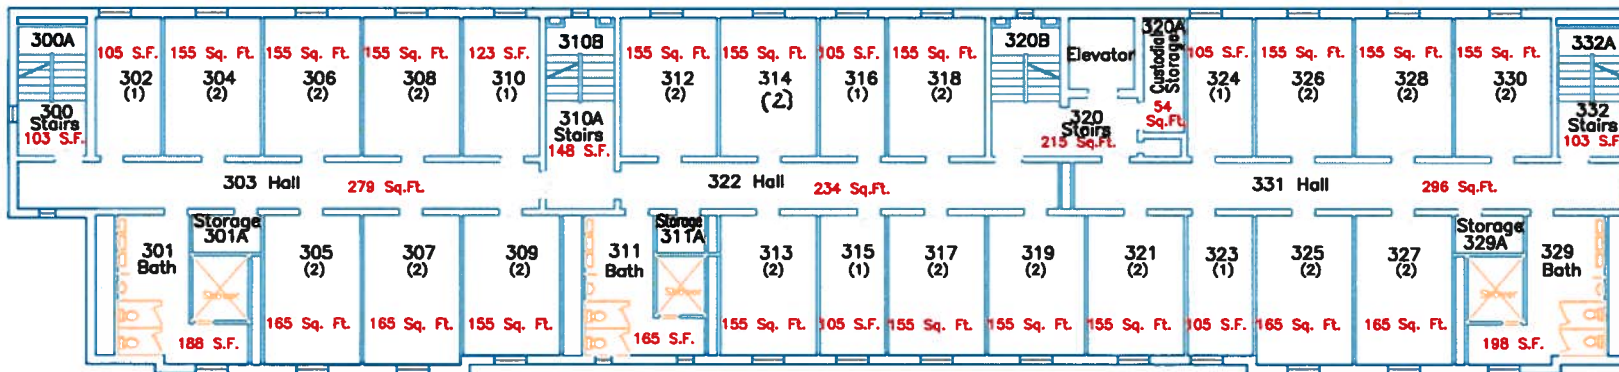 300A
300
Stairs
103 S.F.
105 S.F.
302
(1)
155 Sq. Ft.
304
(2)
155 Sq. Ft.
306
(2)
155 Sq. Ft.
308
(2)
123 S.F.
310
(1)
310B
310A
Stairs
148 S.F.
155 Sq. Ft.
312
(2)
155 Sq. Ft.
314
(2)
105 S.F.
316
(1)
155 Sq. Ft.
318
(2)
320B
Elevator
320A
Custodial
Storage
54
Sq.Ft.
320
Stairs
215 Sq.Ft.
105 S.F.
324
(1)
155 Sq. Ft.
326
(2)
155 Sq. Ft.
328
(2)
155 Sq. Ft.
330
(2)
332A
332
Stairs
103 S.F.
303 Hall
279 Sq.Ft.
322 Hall
234 Sq.Ft.
331 Hall
296 Sq.Ft.
301
Bath
188 S.F.
Storage
301A
Shower
305
(2)
165 Sq. Ft.
307
(2)
165 Sq. Ft.
309
(2)
155 Sq. Ft.
311
Bath
165 S.F.
Storage
311A
Shower
313
(2)
155 Sq. Ft.
315
(1)
105 S.F.
317
(2)
155 Sq. Ft.
319
(2)
155 Sq. Ft.
321
(2)
155 Sq. Ft.
323
(1)
105 S.F.
325
(2)
165 Sq. Ft.
327
(2)
165 Sq. Ft.
Storage
329A
Shower
329
Bath
198 S.F.